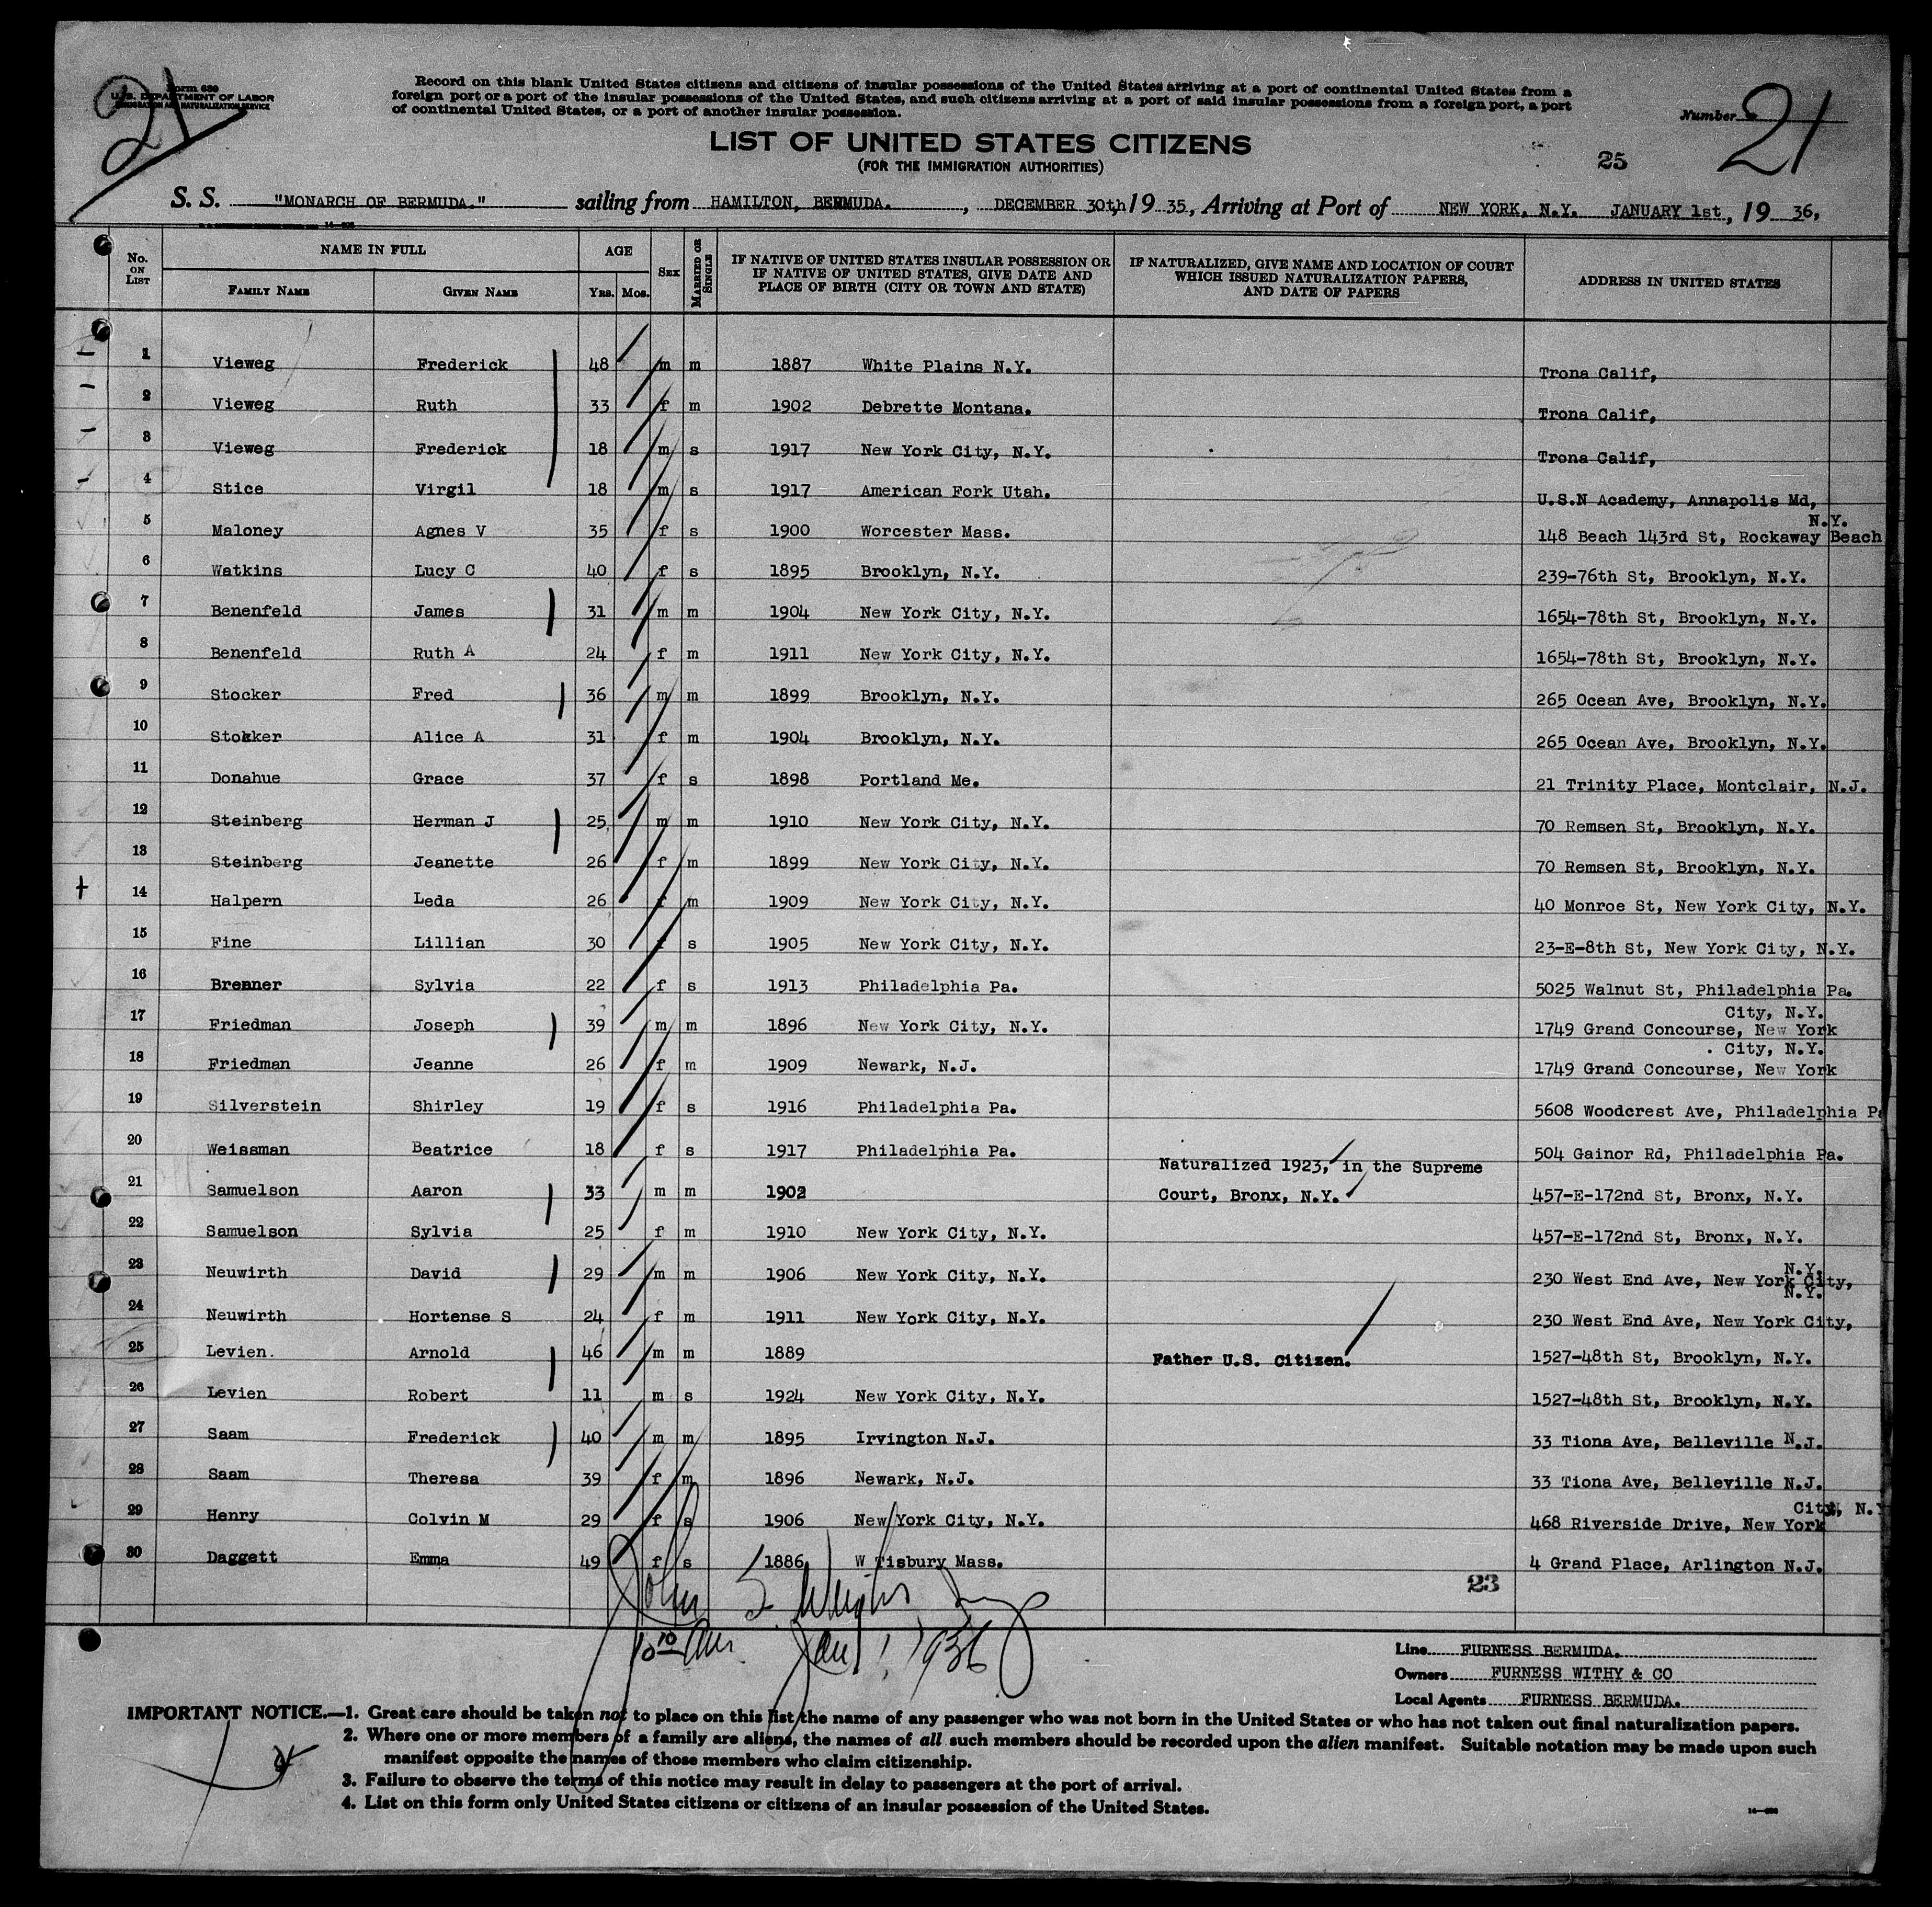 21
Form 630
U. S. DEPARTMENT OF LABOR
IMMIGRATION AND NATURALIZATION SERVICE
Record on this blank United States citizens and citizens of insular possessions of the United States arriving at a port of continental United States from a
foreign port or a port of the insular possessions of the United States, and such citizens arriving at a port of said insular possessions from a foreign port, a port
of continental United States, or a port of another insular possession.
Number 21
LIST OF UNITED STATES CITIZENS
(FOR THE IMMIGRATION AUTHORITIES)
25
S. S. "MONARCH OF BERMUDA." sailing from HAMILTON, BERMUDA. , DECEMBER 30th, 19 35, Arriving at Port of NEW YORK, N.Y. JANUARY 1st, 19 36,
No. ON LIST
NAME IN FULL
FAMILY NAME
GIVEN NAME
AGE
YRS. MOS.
SEX
MARRIED OR SINGLE
IF NATIVE OF UNITED STATES INSULAR POSSESSION OR
IF NATIVE OF UNITED STATES, GIVE DATE AND
PLACE OF BIRTH (CITY OR TOWN AND STATE)
IF NATURALIZED, GIVE NAME AND LOCATION OF COURT
WHICH ISSUED NATURALIZATION PAPERS,
AND DATE OF PAPERS
ADDRESS IN UNITED STATES
1 Vieweg Frederick 48 m m 1887 White Plains N.Y. Trona Calif,
2 Vieweg Ruth 33 f m 1902 Debrette Montana. Trona Calif,
3 Vieweg Frederick 18 m s 1917 New York City, N.Y. Trona Calif,
4 Stice Virgil 18 m s 1917 American Fork Utah. U.S.N Academy, Annapolis Md,
N.Y.
5 Maloney Agnes V 35 f s 1900 Worcester Mass. 148 Beach 143rd St, Rockaway Beach
6 Watkins Lucy C 40 f s 1895 Brooklyn, N.Y. 239-76th St, Brooklyn, N.Y.
7 Benenfeld James 31 m m 1904 New York City, N.Y. 1654-78th St, Brooklyn, N.Y.
8 Benenfeld Ruth A 24 f m 1911 New York City, N.Y. 1654-78th St, Brooklyn, N.Y.
9 Stocker Fred 36 m m 1899 Brooklyn, N.Y. 265 Ocean Ave, Brooklyn, N.Y.
10 Stokker Alice A 31 f m 1904 Brooklyn, N.Y. 265 Ocean Ave, Brooklyn, N.Y.
11 Donahue Grace 37 f s 1898 Portland Me. 21 Trinity Place, Montclair, N.J.
12 Steinberg Herman J 25 m m 1910 New York City, N.Y. 70 Remsen St, Brooklyn, N.Y.
13 Steinberg Jeanette 26 f m 1899 New York City, N.Y. 70 Remsen St, Brooklyn, N.Y.
14 Halpern Leda 26 f m 1909 New York City, N.Y. 40 Monroe St, New York City, N.Y.
15 Fine Lillian 30 f s 1905 New York City, N.Y. 23-E-8th St, New York City, N.Y.
16 Brenner Sylvia 22 f s 1913 Philadelphia Pa. 5025 Walnut St, Philadelphia Pa.
City, N.Y.
17 Friedman Joseph 39 m m 1896 New York City, N.Y. 1749 Grand Concourse, New York
City, N.Y.
18 Friedman Jeanne 26 f m 1909 Newark, N.J. 1749 Grand Concourse, New York
19 Silverstein Shirley 19 f s 1916 Philadelphia Pa. 5608 Woodcrest Ave, Philadelphia Pa
20 Weissman Beatrice 18 f s 1917 Philadelphia Pa. 504 Gainor Rd, Philadelphia Pa.
Naturalized 1923, in the Supreme
21 Samuelson Aaron 33 m m 1902 Court, Bronx, N.Y. 457-E-172nd St, Bronx, N.Y.
22 Samuelson Sylvia 25 f m 1910 New York City, N.Y. 457-E-172nd St, Bronx, N.Y.
N.Y.
23 Neuwirth David 29 m m 1906 New York City, N.Y. 230 West End Ave, New York City,
N.Y.
24 Neuwirth Hortense S 24 f m 1911 New York City, N.Y. 230 West End Ave, New York City,
25 Levien. Arnold 46 m m 1889 Father U.S. Citizen. 1527-48th St, Brooklyn, N.Y.
26 Levien Robert 11 m s 1924 New York City, N.Y. 1527-48th St, Brooklyn, N.Y.
27 Saam Frederick 40 m m 1895 Irvington N.J. 33 Tiona Ave, Belleville N.J.
28 Saam Theresa 39 f m 1896 Newark, N.J. 33 Tiona Ave, Belleville N.J.
City, N.Y
29 Henry Colvin M 29 f s 1906 New York City, N.Y. 468 Riverside Drive, New York
30 Daggett Emma 49 f s 1886 W Tisbury Mass. 4 Grand Place, Arlington N.J.
23
John
10 10 am Jan 1, 1936
Line FURNESS BERMUDA.
Owners FURNESS WITHY & CO
Local Agents FURNESS BERMUDA.
IMPORTANT NOTICE.—1. Great care should be taken not to place on this list the name of any passenger who was not born in the United States or who has not taken out final naturalization papers.
2. Where one or more members of a family are aliens, the names of all such members should be recorded upon the alien manifest. Suitable notation may be made upon such
manifest opposite the names of those members who claim citizenship.
3. Failure to observe the terms of this notice may result in delay to passengers at the port of arrival.
4. List on this form only United States citizens or citizens of an insular possession of the United States.